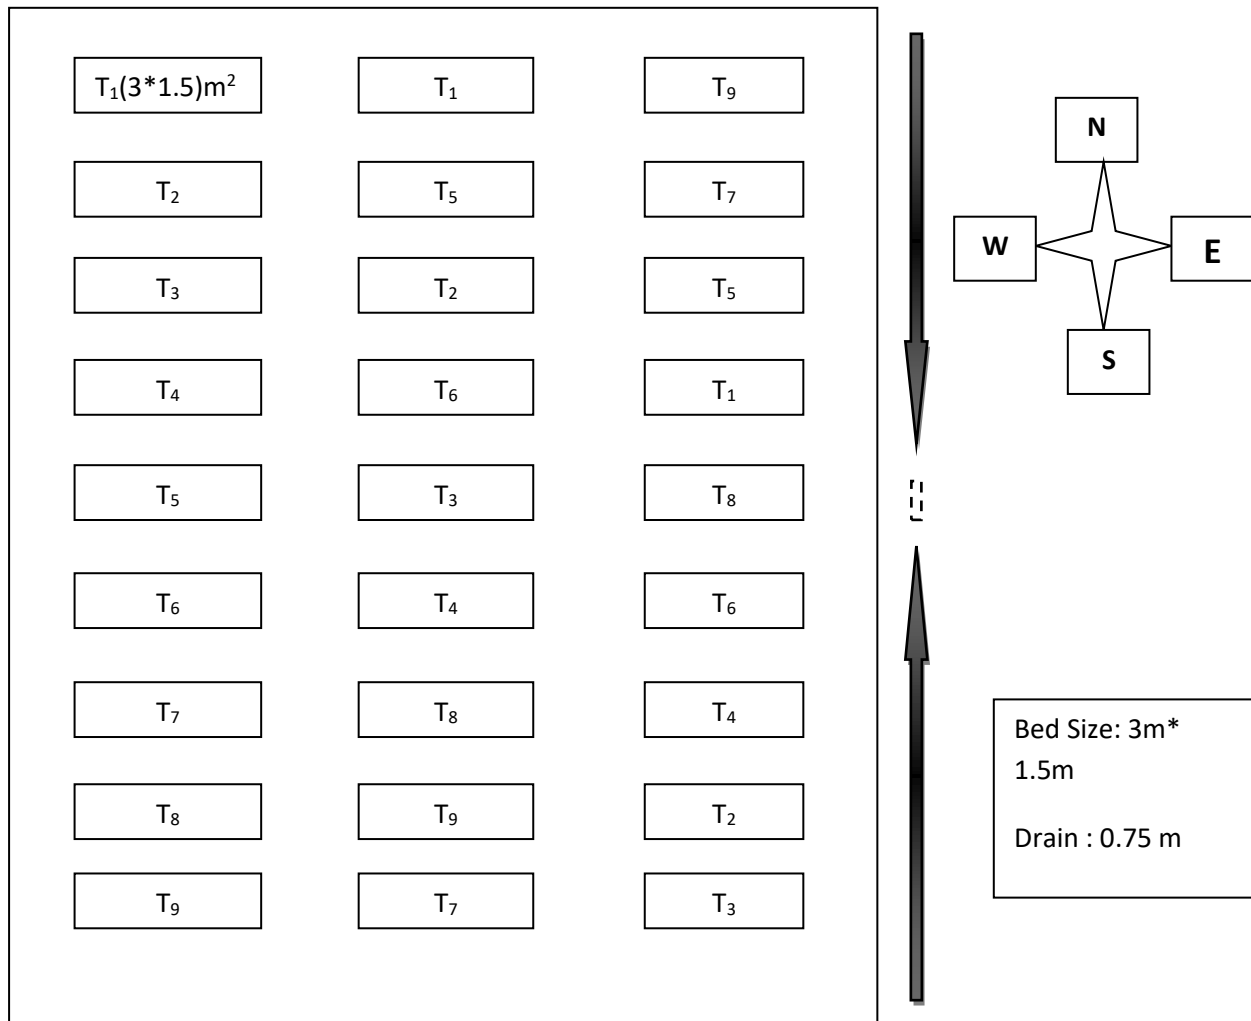 T₁(3*1.5)m²
T₁
T₉
T₂
T₅
T₇
T₃
T₂
T₅
T₄
T₆
T₁
T₅
T₃
T₈
T₆
T₄
T₆
T₇
T₈
T₄
T₈
T₉
T₂
T₉
T₇
T₃
N
W
E
S
Bed Size: 3m*
1.5m
Drain : 0.75 m